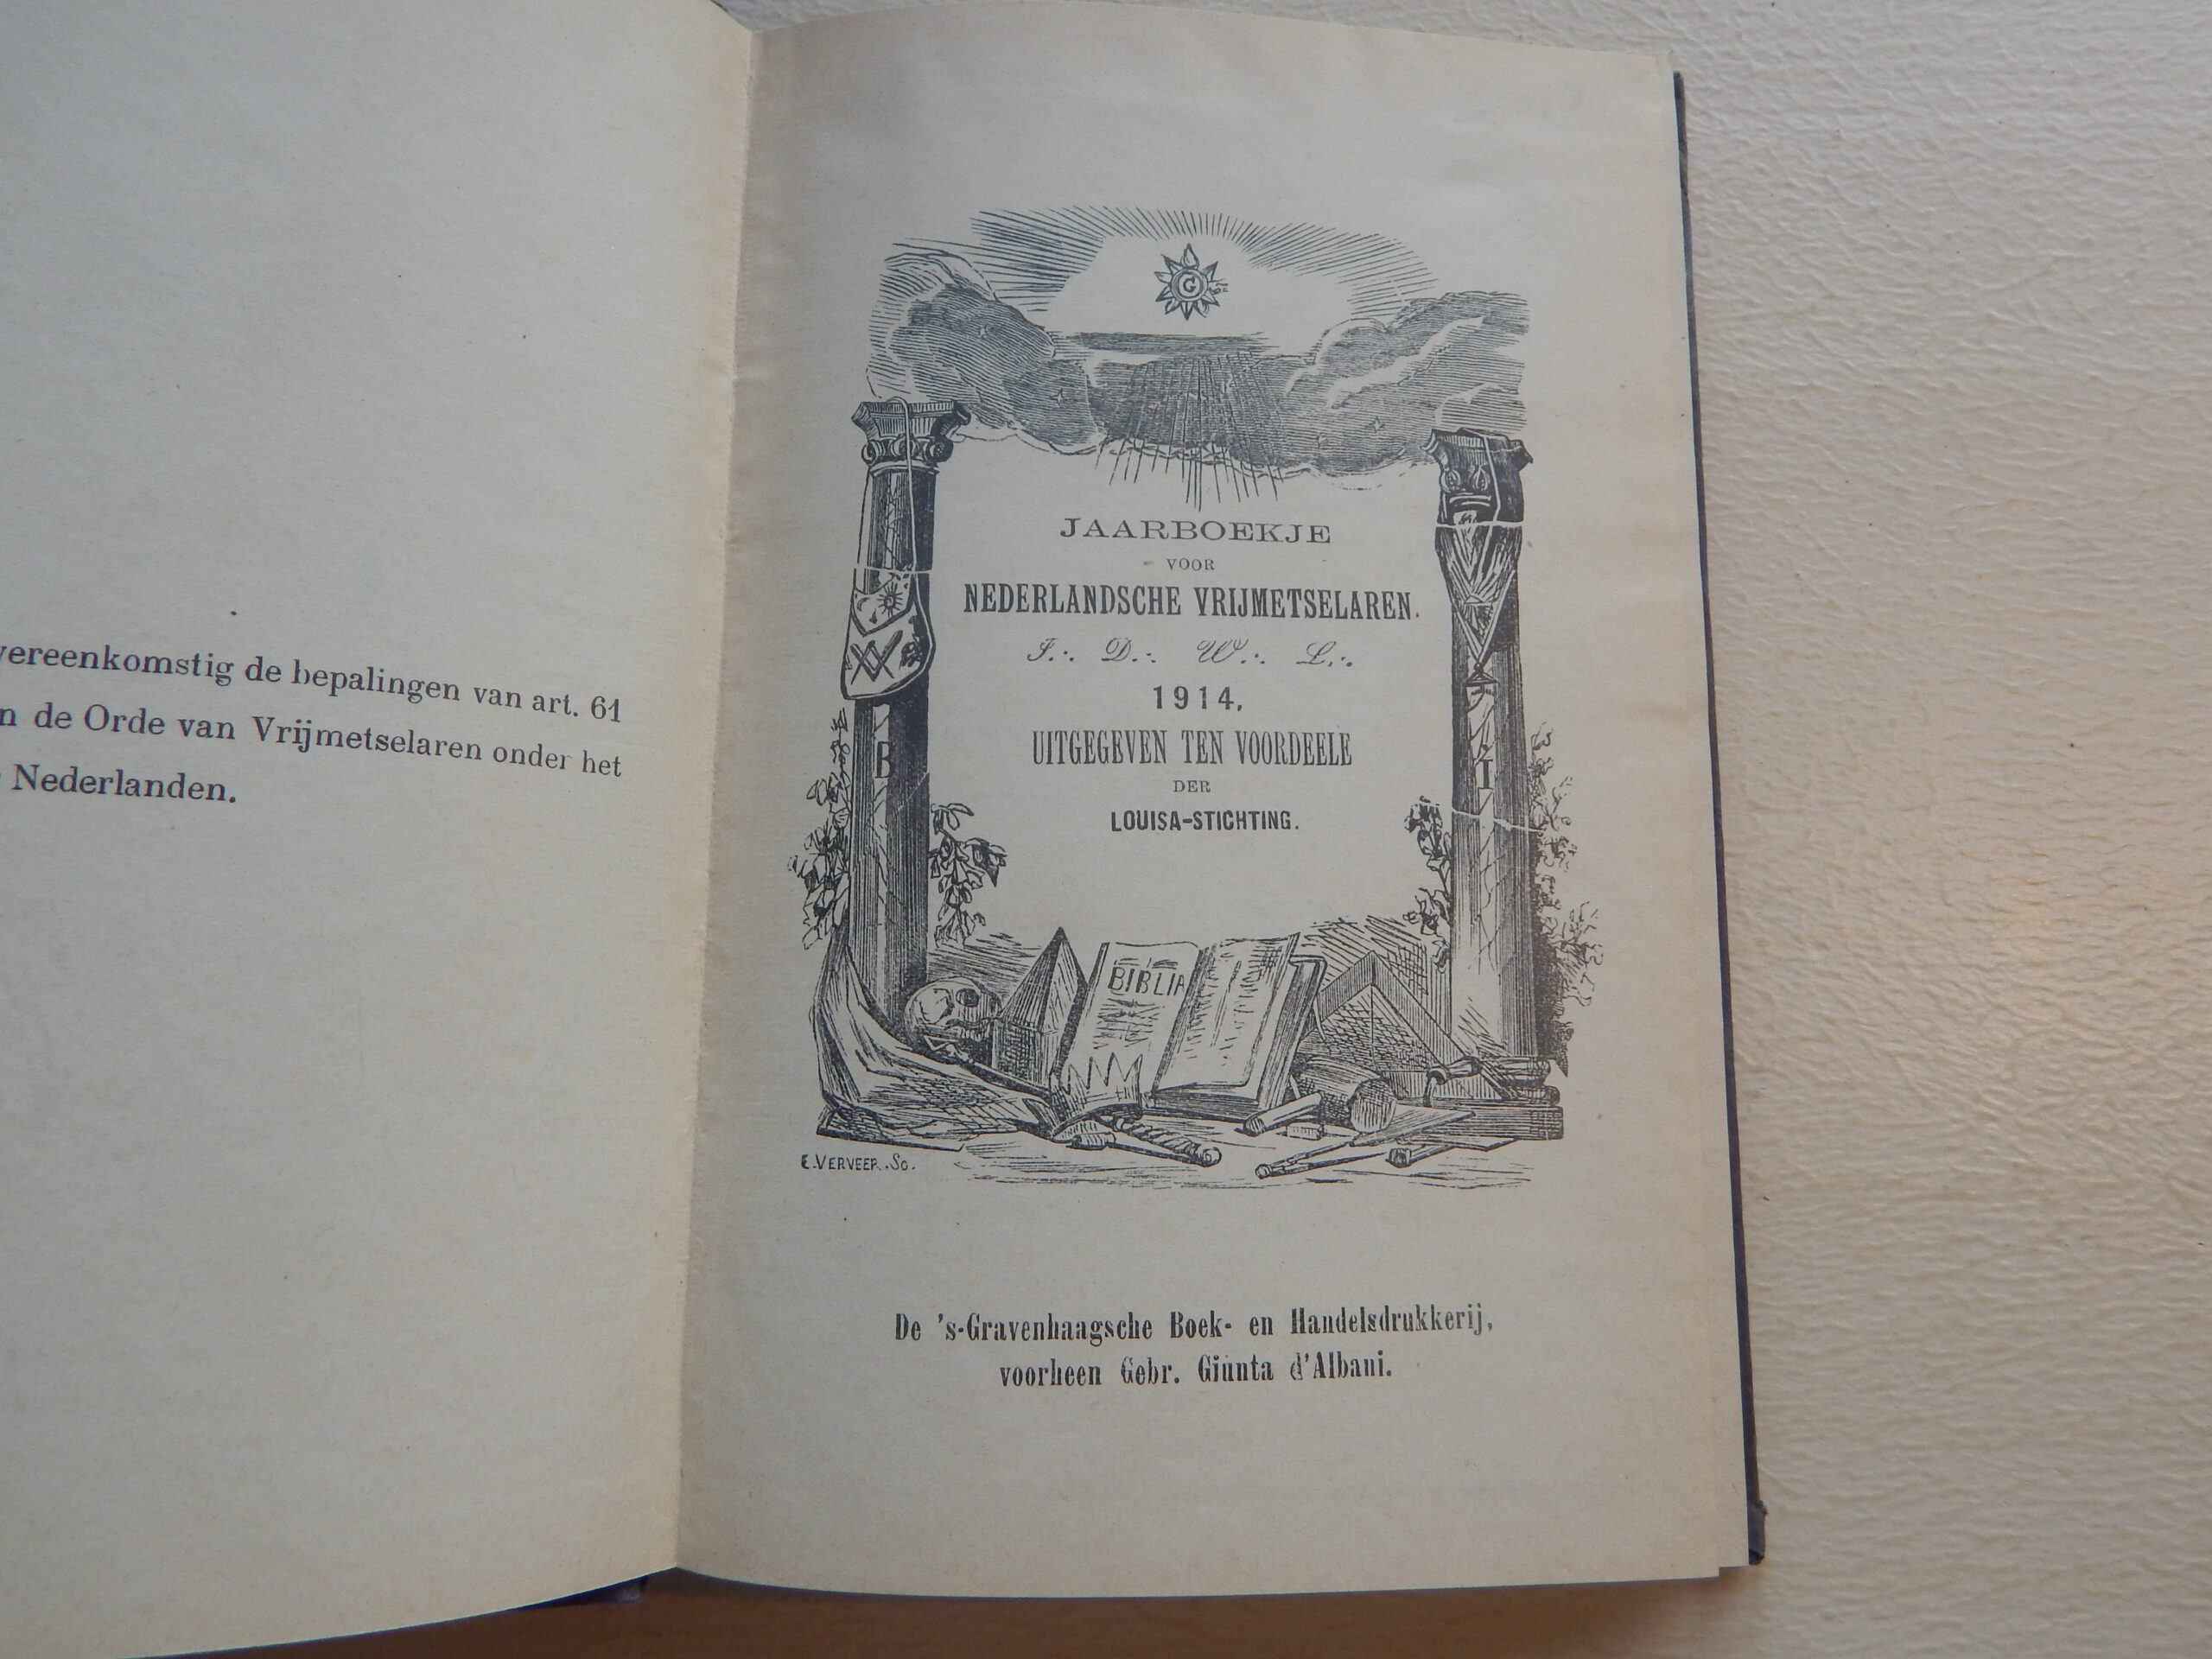 vereenkomstig de bepalingen van art. 61
n de Orde van Vrijmetselaren onder het
Nederlanden.
G
JAARBOEKJE
VOOR
NEDERLANDSCHE VRIJMETSELAREN.
I∴ D∴ W∴ L∴
1914,
UITGEGEVEN TEN VOORDEELE
DER
LOUISA-STICHTING.
B
I
BIBLIA
E. VERVEER. Sc.
De 's-Gravenhaagsche Boek- en Handelsdrukkerij,
voorheen Gebr. Giunta d'Albani.